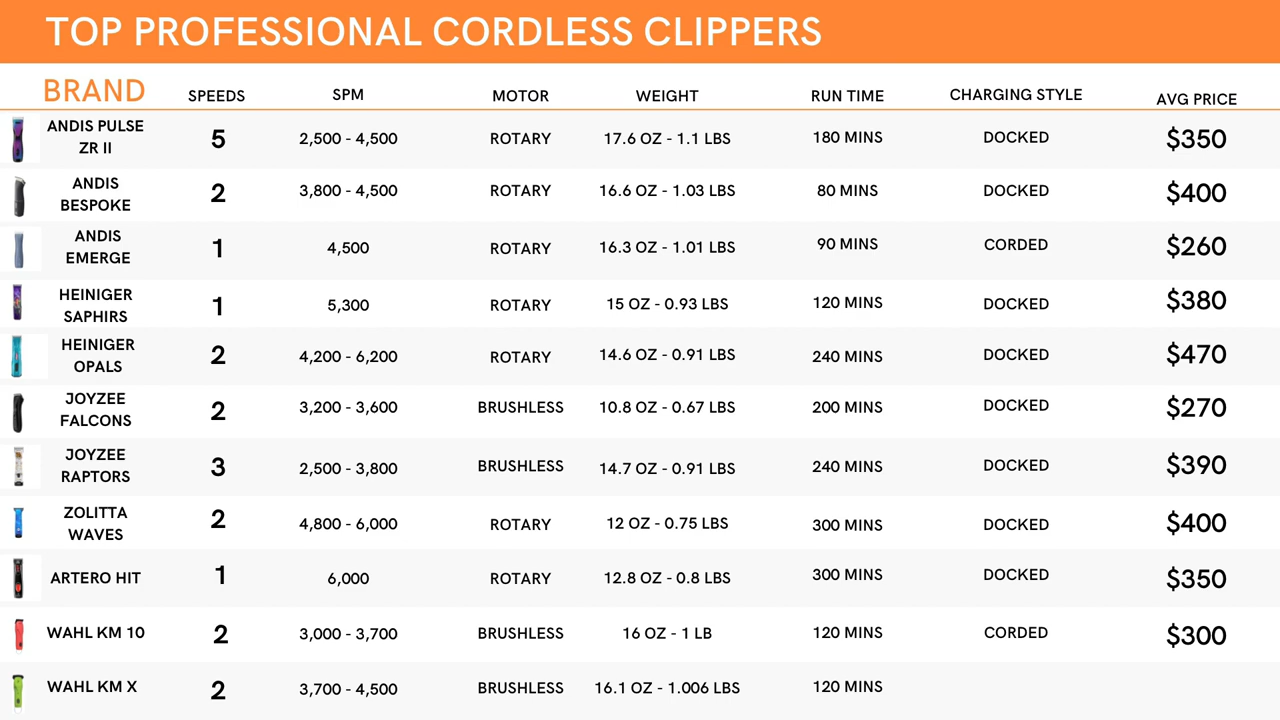 TOP PROFESSIONAL CORDLESS CLIPPERS
BRAND SPEEDS SPM MOTOR WEIGHT RUN TIME CHARGING STYLE AVG PRICE
ANDIS PULSE
ZR II
5 2,500 - 4,500 ROTARY 17.6 OZ - 1.1 LBS 180 MINS DOCKED $350
ANDIS
BESPOKE
2 3,800 - 4,500 ROTARY 16.6 OZ - 1.03 LBS 80 MINS DOCKED $400
ANDIS
EMERGE
1 4,500 ROTARY 16.3 OZ - 1.01 LBS 90 MINS CORDED $260
HEINIGER
SAPHIRS
1 5,300 ROTARY 15 OZ - 0.93 LBS 120 MINS DOCKED $380
HEINIGER
OPALS
2 4,200 - 6,200 ROTARY 14.6 OZ - 0.91 LBS 240 MINS DOCKED $470
JOYZEE
FALCONS
2 3,200 - 3,600 BRUSHLESS 10.8 OZ - 0.67 LBS 200 MINS DOCKED $270
JOYZEE
RAPTORS
3 2,500 - 3,800 BRUSHLESS 14.7 OZ - 0.91 LBS 240 MINS DOCKED $390
ZOLITTA
WAVES
2 4,800 - 6,000 ROTARY 12 OZ - 0.75 LBS 300 MINS DOCKED $400
ARTERO HIT 1 6,000 ROTARY 12.8 OZ - 0.8 LBS 300 MINS DOCKED $350
WAHL KM 10 2 3,000 - 3,700 BRUSHLESS 16 OZ - 1 LB 120 MINS CORDED $300
WAHL KM X 2 3,700 - 4,500 BRUSHLESS 16.1 OZ - 1.006 LBS 120 MINS